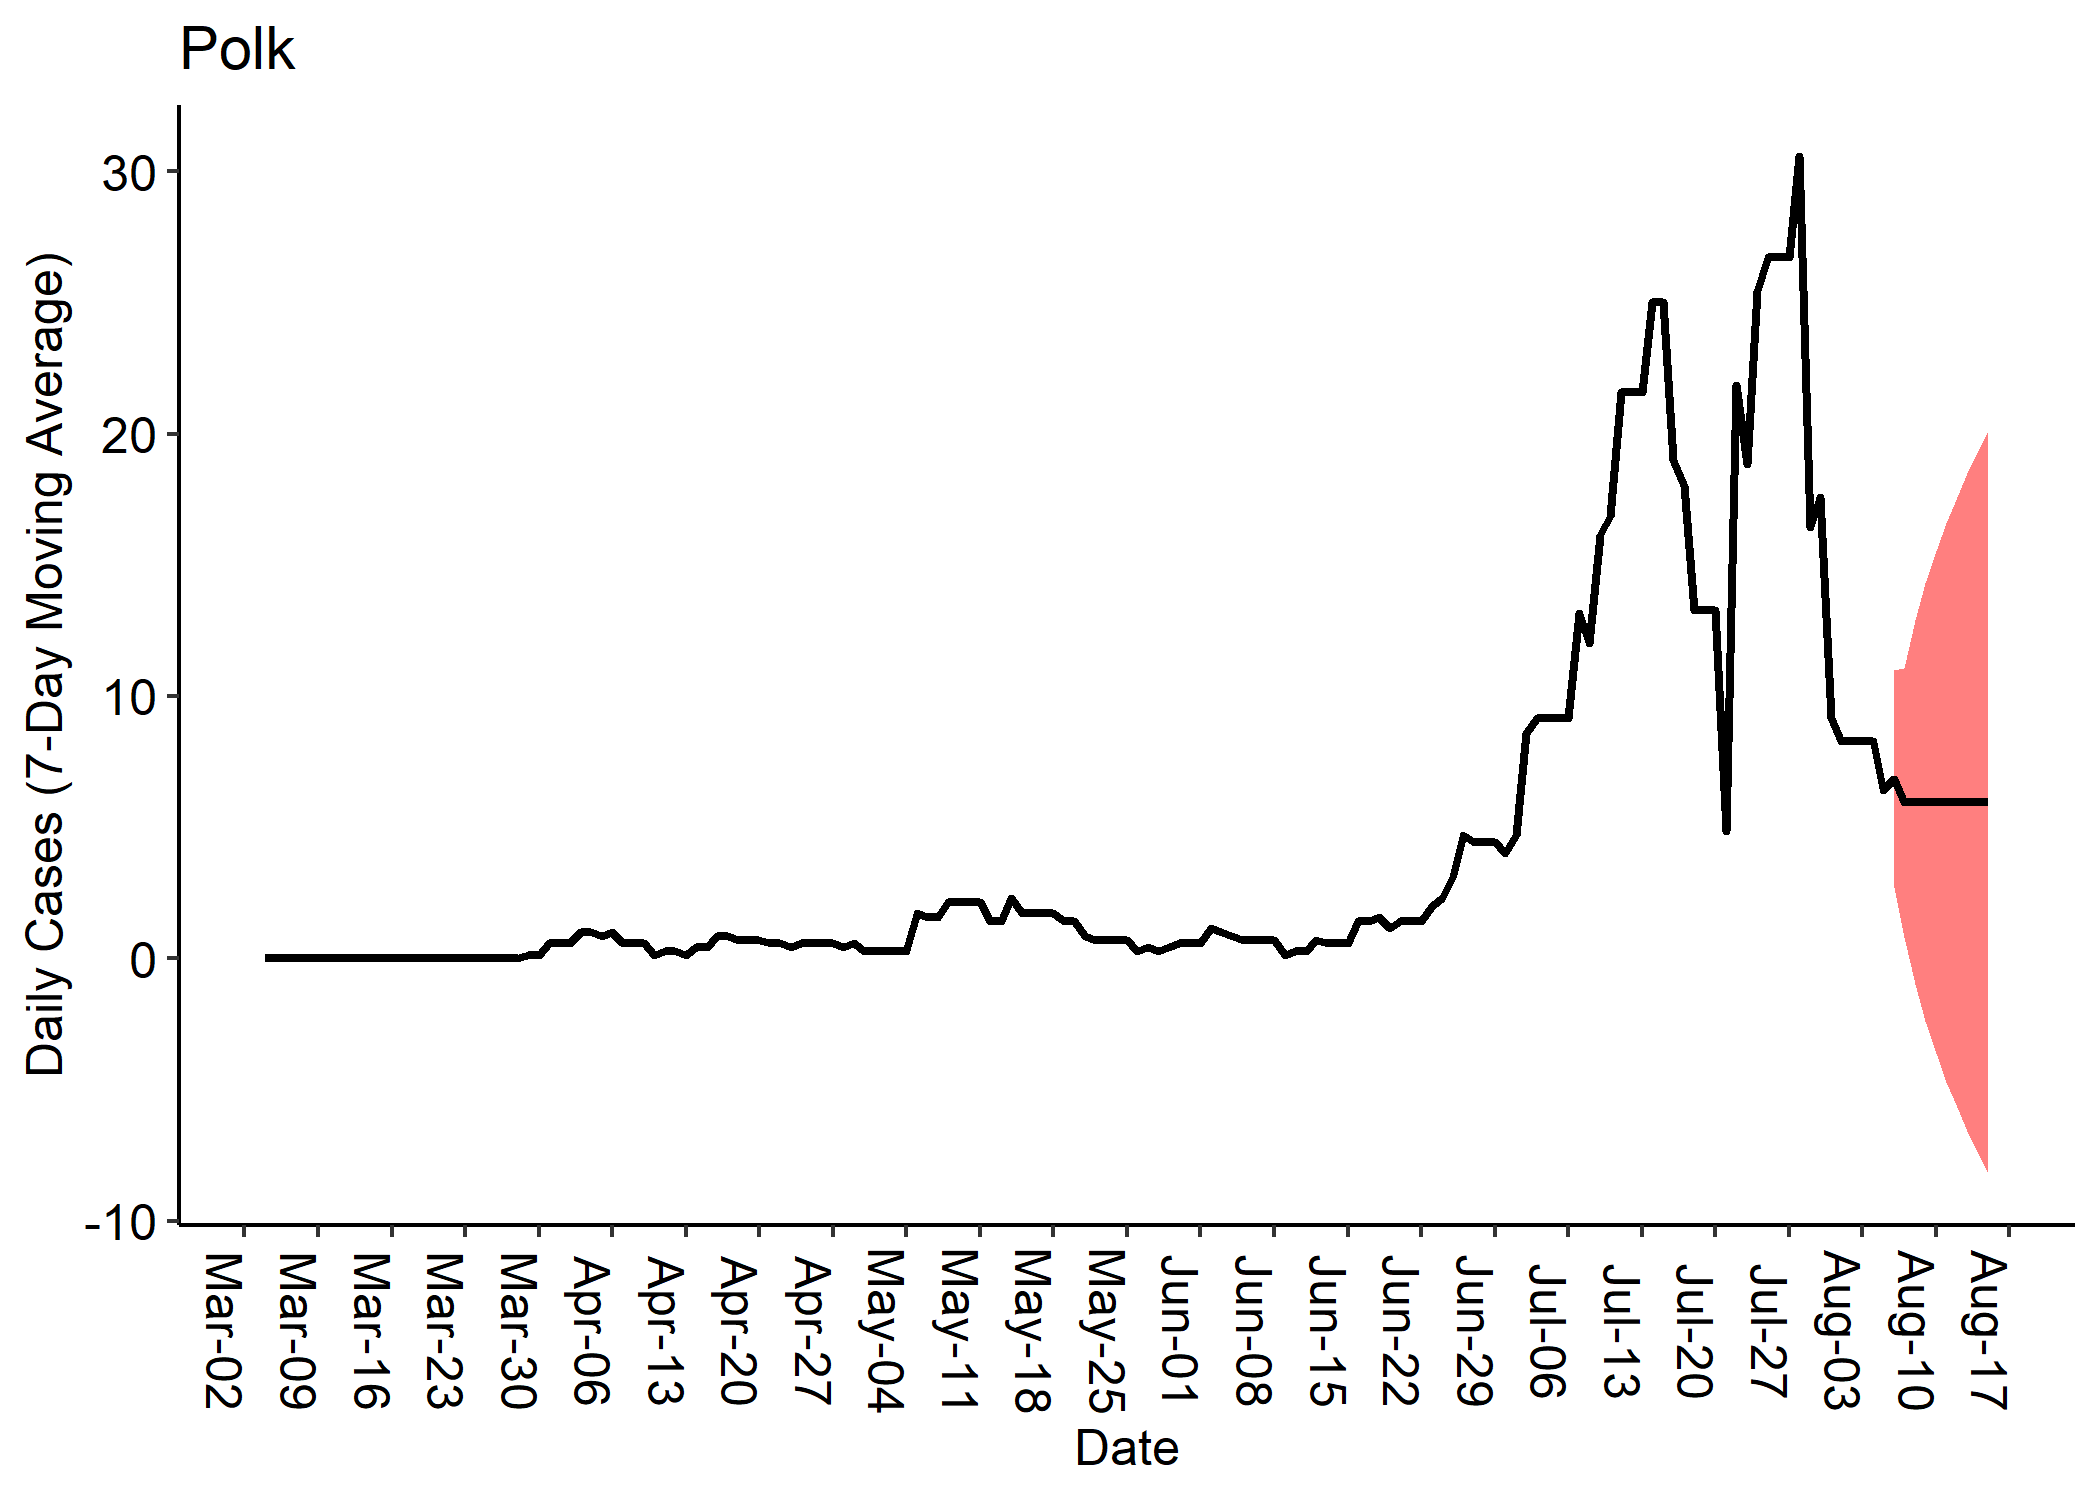 Polk
Daily Cases (7-Day Moving Average)
30
20
10
0
-10
Mar-02
Mar-09
Mar-16
Mar-23
Mar-30
Apr-06
Apr-13
Apr-20
Apr-27
May-04
May-11
May-18
May-25
Jun-01
Jun-08
Jun-15
Jun-22
Jun-29
Jul-06
Jul-13
Jul-20
Jul-27
Aug-03
Aug-10
Aug-17
Date